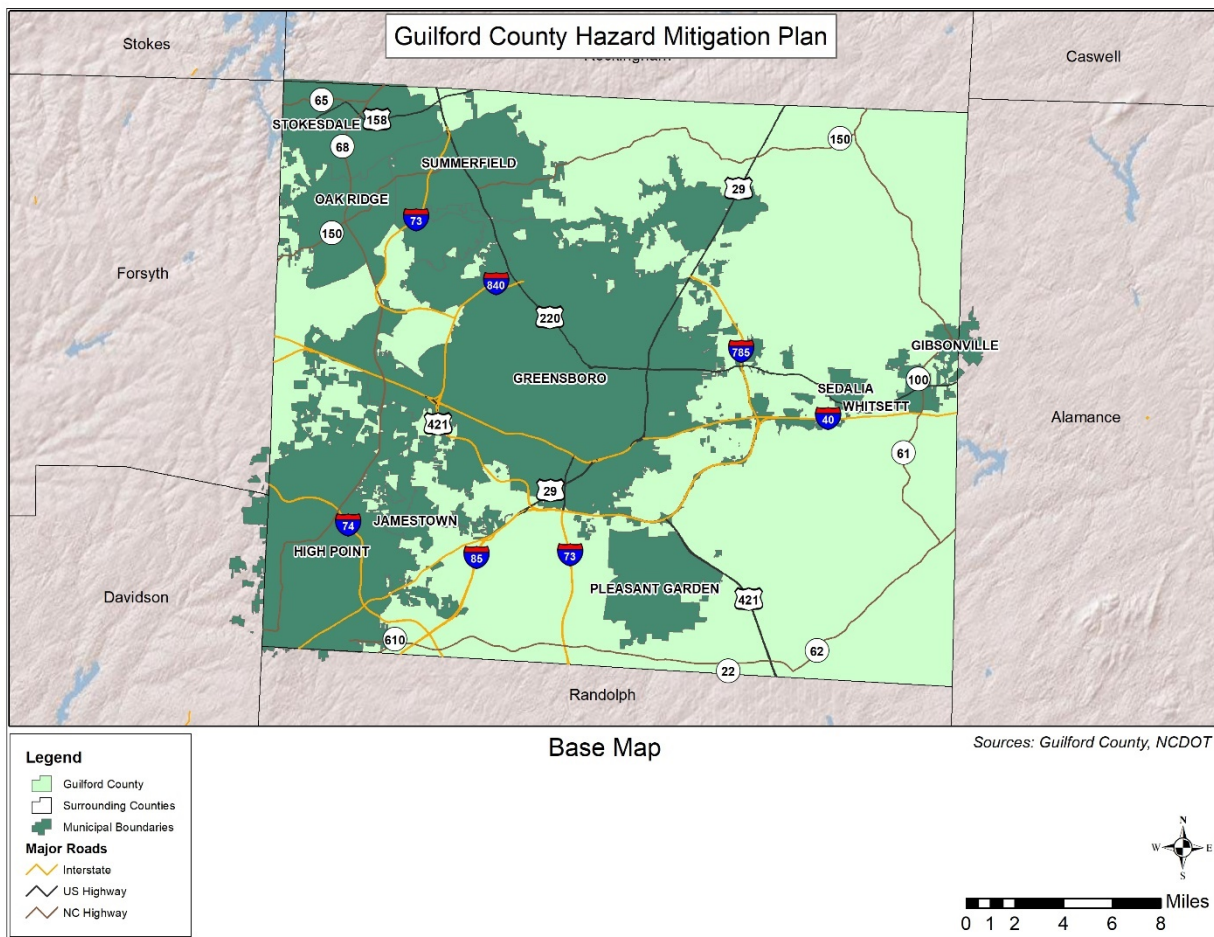 Guilford County Hazard Mitigation Plan
Stokes
Rockingham
Caswell
65
STOKESDALE
158
68
150
SUMMERFIELD
29
OAK RIDGE
73
150
Forsyth
840
220
GIBSONVILLE
785
GREENSBORO
100
SEDALIA
WHITSETT
421
40
Alamance
61
29
74
JAMESTOWN
HIGH POINT
85
73
PLEASANT GARDEN
Davidson
421
610
62
22
Randolph
Base Map
Sources: Guilford County, NCDOT
Legend
Guilford County
Surrounding Counties
Municipal Boundaries
Major Roads
Interstate
US Highway
NC Highway
N
W E
S
Miles
0 1 2 4 6 8